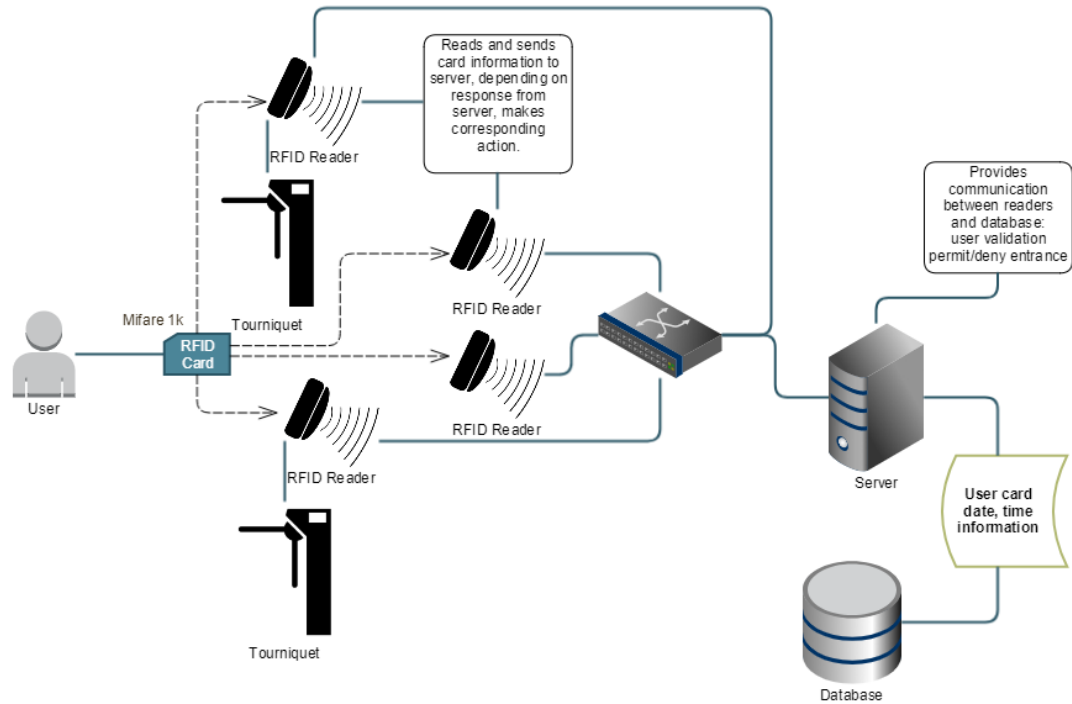 Reads and sends
card information to
server, depending on
response from
server, makes
corresponding
action.
RFID Reader
Provides
communication
between readers
and database:
user validation
permit/deny entrance
RFID Reader
Mifare 1k
Tourniquet
RFID
Card
User
RFID Reader
RFID Reader
Server
User card
date, time
information
Tourniquet
Database